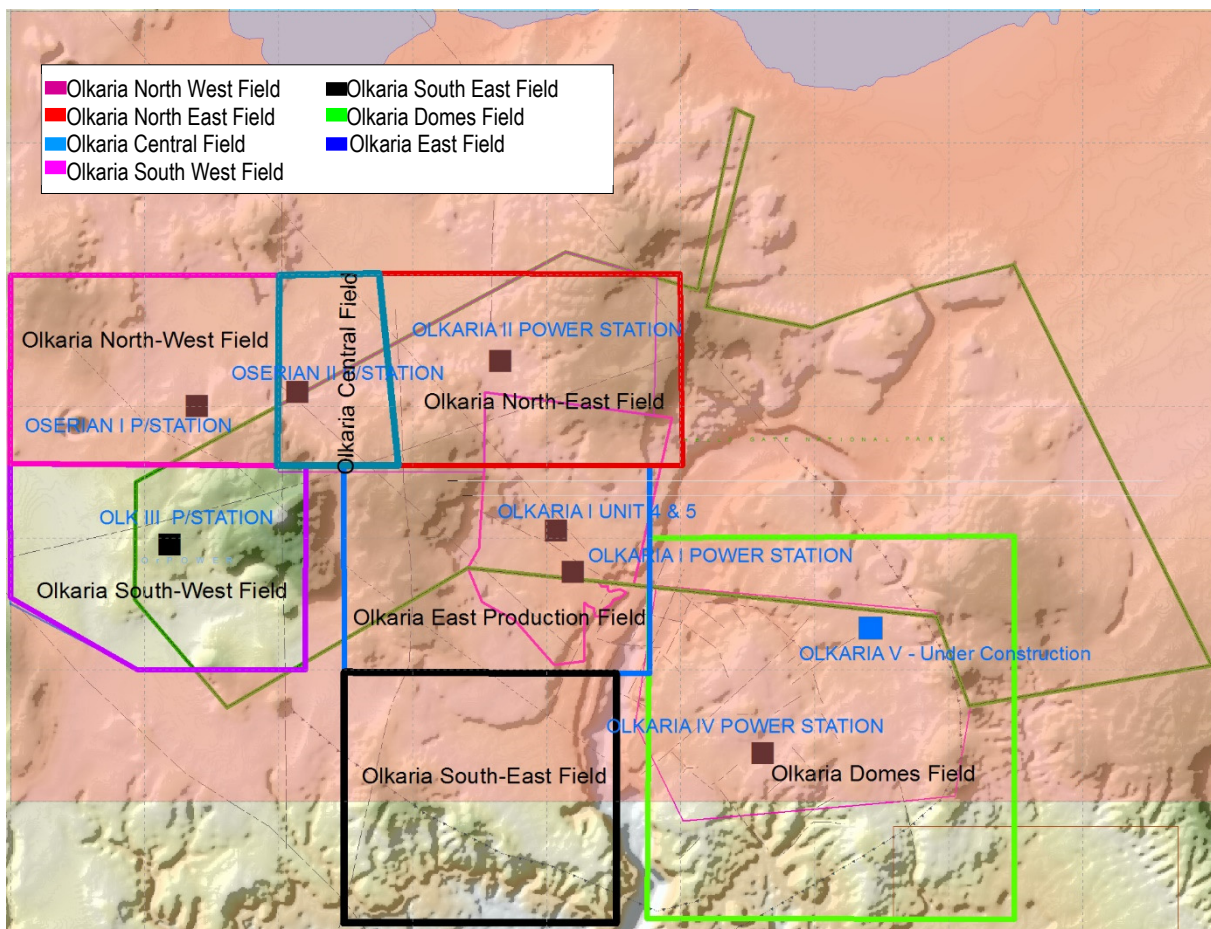 Olkaria North West Field
Olkaria North East Field
Olkaria Central Field
Olkaria South West Field
Olkaria South East Field
Olkaria Domes Field
Olkaria East Field
Olkaria North-West Field
Olkaria Central Field
OLKARIA II POWER STATION
OSERIAN II P/STATION
Olkaria North-East Field
OSERIAN I P/STATION
GATE NATIONAL PARK
OLK III P/STATION
OLKARIA I UNIT 4 & 5
OLKARIA I POWER STATION
Olkaria South-West Field
Olkaria East Production Field
OLKARIA V - Under Construction
OLKARIA IV POWER STATION
Olkaria South-East Field
Olkaria Domes Field